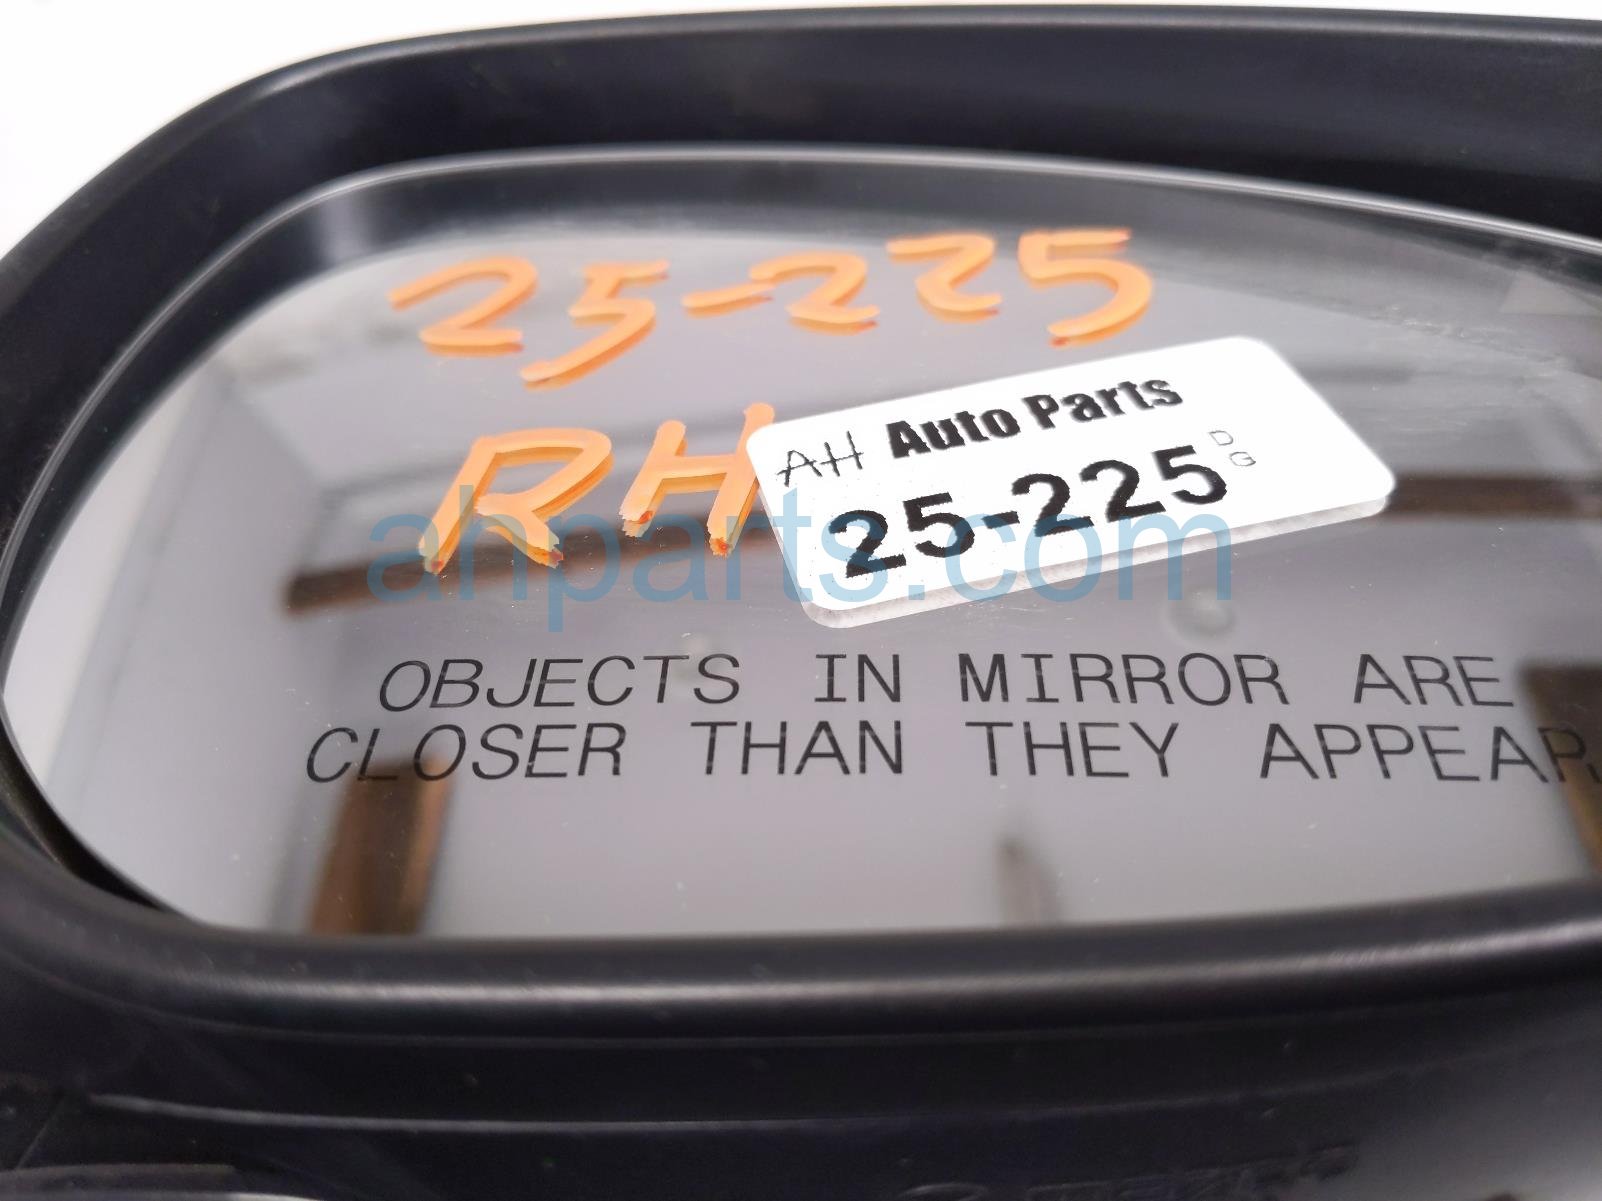 25-225
RH
AH Auto Parts
25-225
D
G
ahparts.com
OBJECTS IN MIRROR ARE
CLOSER THAN THEY APPEAR